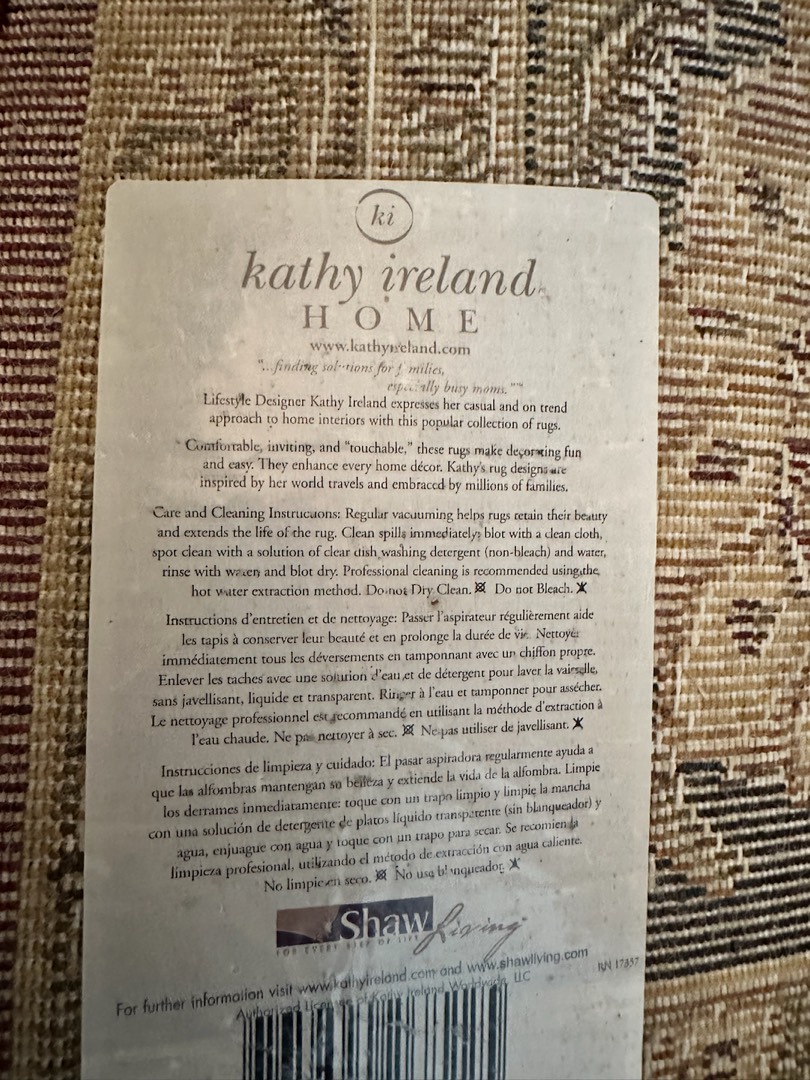 ki
kathy ireland
HOME
www.kathyireland.com
"...finding solutions for families,
especially busy moms."™
Lifestyle Designer Kathy Ireland expresses her casual and on trend
approach to home interiors with this popular collection of rugs.
Comfortable, inviting, and "touchable," these rugs make decorating fun
and easy. They enhance every home décor. Kathy's rug designs are
inspired by her world travels and embraced by millions of families.
Care and Cleaning Instructions: Regular vacuuming helps rugs retain their beauty
and extends the life of the rug. Clean spills immediately; blot with a clean cloth,
spot clean with a solution of clear dish washing detergent (non-bleach) and water,
rinse with water, and blot dry. Professional cleaning is recommended using the
hot water extraction method. Do not Dry Clean. Do not Bleach.
Instructions d'entretien et de nettoyage: Passer l'aspirateur régulièrement aide
les tapis à conserver leur beauté et en prolonge la durée de vie. Nettoyer
immédiatement tous les déversements en tamponnant avec un chiffon propre.
Enlever les taches avec une solution d'eau et de détergent pour laver la vaisselle,
sans javellisant, liquide et transparent. Rincer à l'eau et tamponner pour assécher.
Le nettoyage professionnel est recommandé en utilisant la méthode d'extraction à
l'eau chaude. Ne pas nettoyer à sec. Ne pas utiliser de javellisant.
Instrucciones de limpieza y cuidado: El pasar aspiradora regularmente ayuda a
que las alfombras mantengan su belleza y extiende la vida de la alfombra. Limpie
los derrames inmediatamente: toque con un trapo limpio y limpie la mancha
con una solución de detergente de platos líquido transparente (sin blanqueador) y
agua, enjuague con agua y toque con un trapo para secar. Se recomienda
limpieza profesional, utilizando el método de extracción con agua caliente.
No limpie en seco. No use blanqueador.
Shaw Living
FOR EVERY STEP OF LIFE
For further information visit www.kathyireland.com and www.shawliving.com
RN 17357
Authorized Licensee of Kathy Ireland Worldwide, LLC